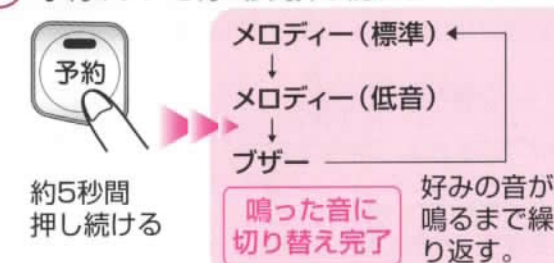 予約
約5秒間
押し続ける
メロディー(標準)
メロディー(低音)
ブザー
鳴った音に
切り替え完了
好みの音が
鳴るまで繰
り返す。